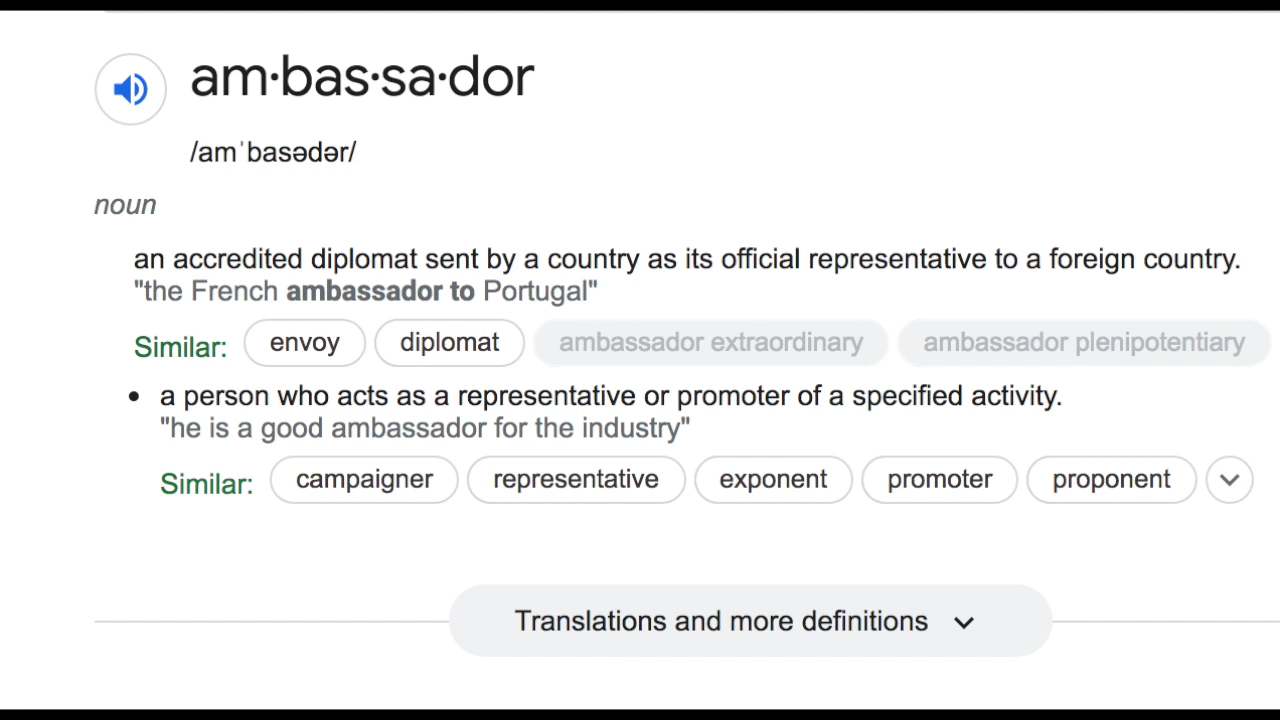 am·bas·sa·dor
/amˈbasədər/
noun
an accredited diplomat sent by a country as its official representative to a foreign country.
"the French ambassador to Portugal"
Similar: envoy diplomat ambassador extraordinary ambassador plenipotentiary
• a person who acts as a representative or promoter of a specified activity.
"he is a good ambassador for the industry"
Similar: campaigner representative exponent promoter proponent
Translations and more definitions